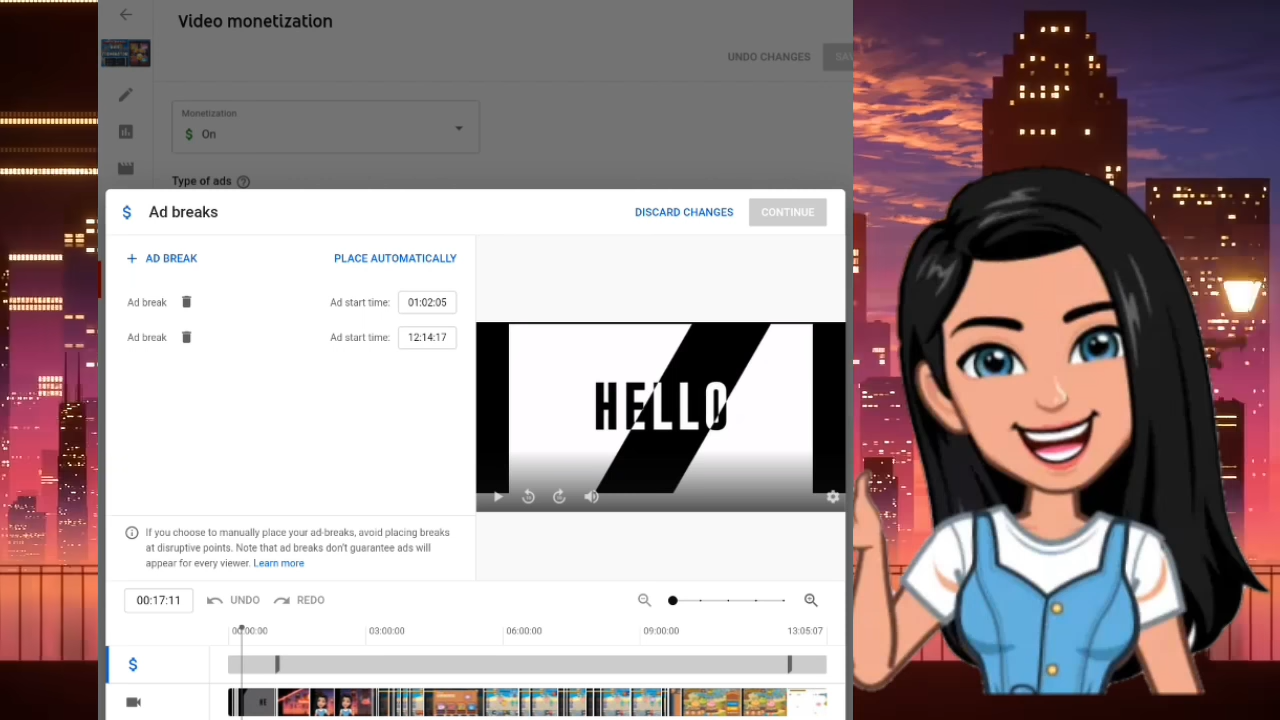 Video monetization
UNDO CHANGES
Monetization
$ On
Type of ads
$ Ad breaks
DISCARD CHANGES
CONTINUE
+ AD BREAK
PLACE AUTOMATICALLY
Ad break
Ad start time:
01:02:05
Ad break
Ad start time:
12:14:17
HELLO
If you choose to manually place your ad-breaks, avoid placing breaks
at disruptive points. Note that ad breaks don't guarantee ads will
appear for every viewer. Learn more
00:17:11
UNDO
REDO
00:00:00
03:00:00
06:00:00
09:00:00
13:05:07
$